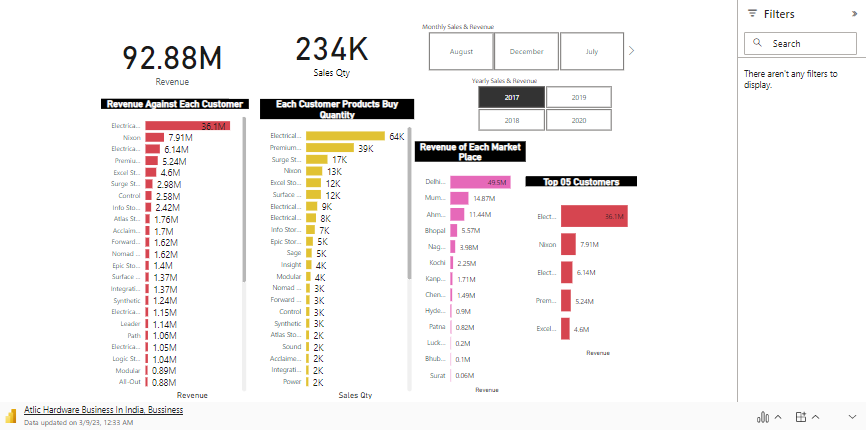 92.88M
Revenue
234K
Sales Qty
Monthly Sales & Revenue
August
December
July
Yearly Sales & Revenue
2017
2019
2018
2020
Revenue Against Each Customer
Electrica... 36.1M
Nixon 7.91M
Electrica... 6.14M
Premiu... 5.24M
Excel St... 4.6M
Surge St... 2.98M
Control 2.58M
Info Sto... 2.42M
Atlas St... 1.76M
Acclaim... 1.7M
Forward... 1.62M
Nomad ... 1.62M
Epic Sto... 1.4M
Surface ... 1.37M
Integrati... 1.37M
Synthetic 1.24M
Electrica... 1.15M
Leader 1.14M
Path 1.06M
Electrica... 1.05M
Logic St... 1.04M
Modular 0.89M
All-Out 0.88M
Revenue
Each Customer Products Buy
Quantity
Electrical... 64K
Premium... 39K
Surge St... 17K
Nixon 13K
Excel Sto... 12K
Surface ... 12K
Electrical... 9K
Electrical... 8K
Info Stor... 7K
Epic Stor... 5K
Sage 5K
Insight 4K
Modular 4K
Nomad ... 3K
Forward ... 3K
Control 3K
Synthetic 3K
Atlas Sto... 2K
Sound 2K
Acclaime... 2K
Integrati... 2K
Power 2K
Sales Qty
Revenue of Each Market
Place
Delhi... 49.5M
Mum... 14.87M
Ahm... 11.44M
Bhopal 5.57M
Nag... 3.98M
Kochi 2.25M
Kanp... 1.71M
Chen... 1.49M
Hyde... 0.9M
Patna 0.82M
Luck... 0.2M
Bhub... 0.1M
Surat 0.06M
Revenue
Top 05 Customers
Elect... 36.1M
Nixon 7.91M
Elect... 6.14M
Prem... 5.24M
Excel... 4.6M
Revenue
Filters
Search
There aren't any filters to
display.
Atlic Hardware Business In India, Bussiness
Data updated on 3/9/23, 12:33 AM